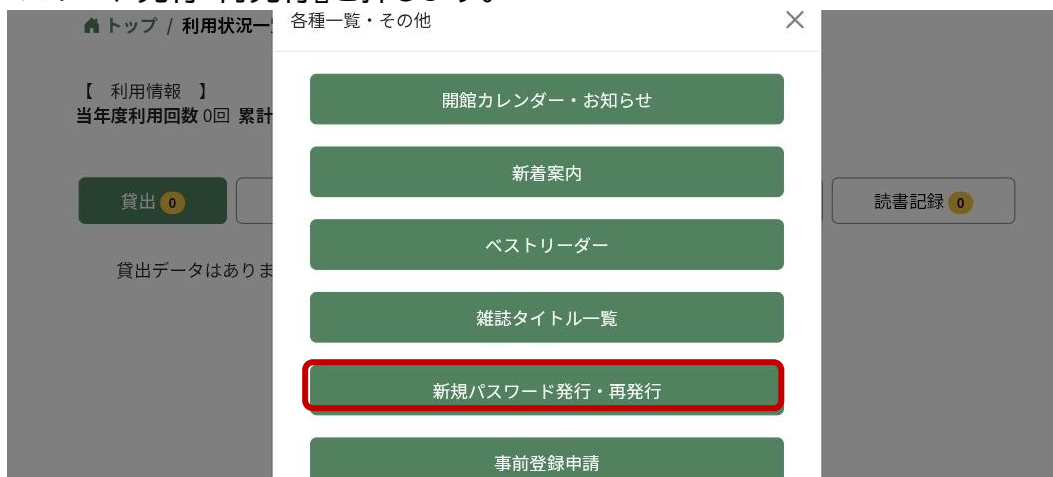 各種一覧・その他
トップ / 利用状況一
【 利用情報 】
当年度利用回数 0回 累計
開館カレンダー・お知らせ
新着案内
貸出 0
読書記録 0
ベストリーダー
貸出データはありま
雑誌タイトル一覧
新規パスワード発行・再発行
事前登録申請